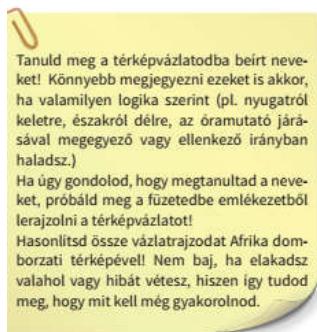 Tanuld meg a térképvázlatodba beírt neve-
ket! Könnyebb megjegyezni ezeket is akkor,
ha valamilyen logika szerint (pl. nyugatról
keletre, északról délre, az óramutató járá-
sával megegyező vagy ellenkező irányban
haladsz.)
Ha úgy gondolod, hogy megtanultad a neve-
ket, próbáld meg a füzetedbe emlékezetből
lerajzolni a térképvázlatot!
Hasonlítsd össze vázlatrajzodat Afrika dom-
borzati térképével! Nem baj, ha elakadsz
valahol vagy hibát vétesz, hiszen így tudod
meg, hogy mit kell még gyakorolnod.